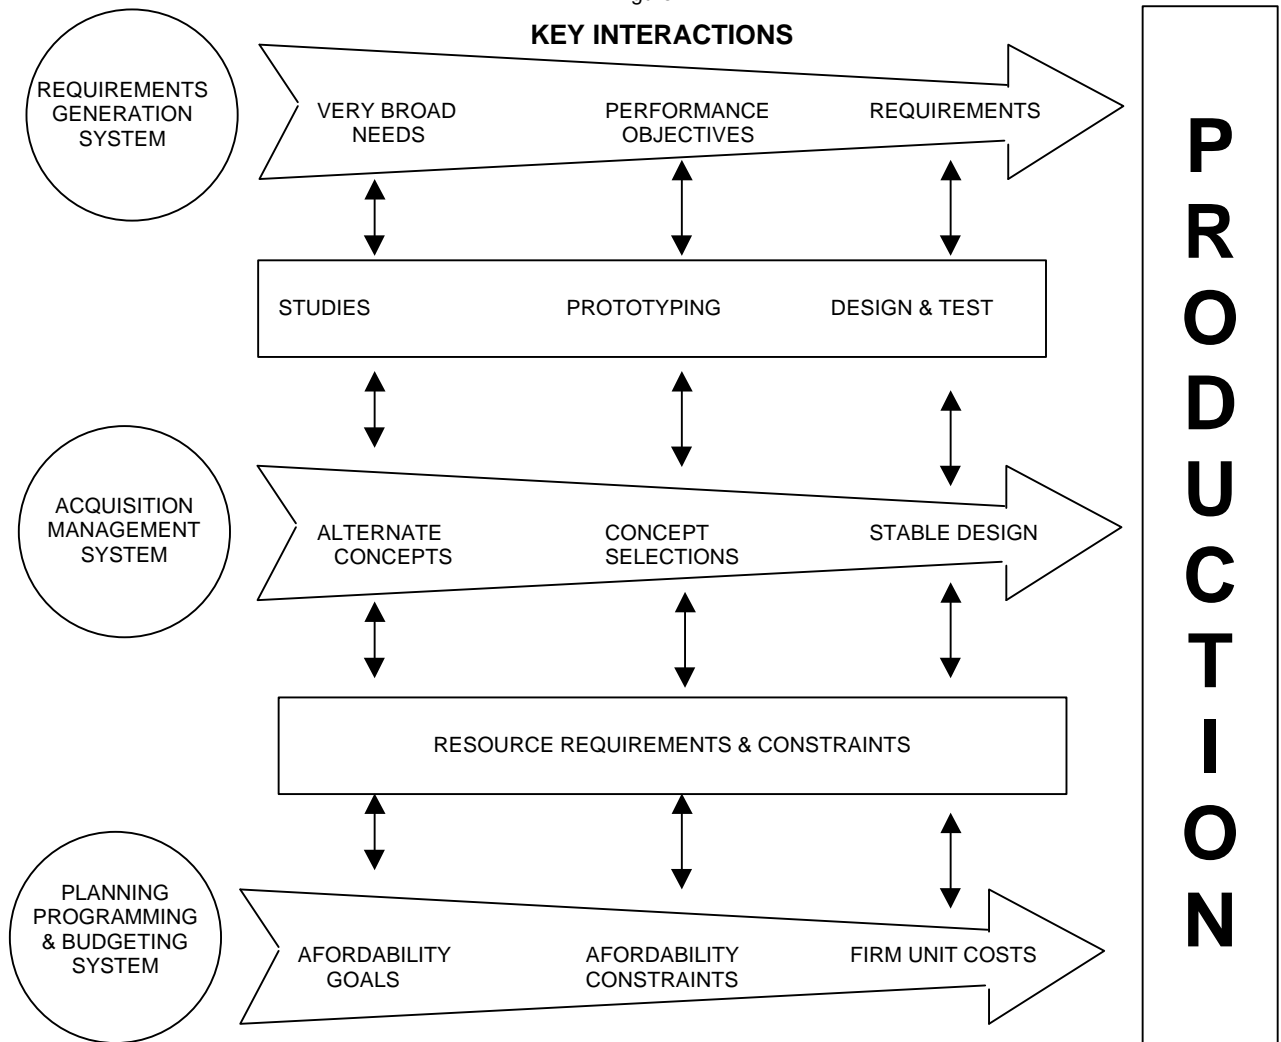 KEY INTERACTIONS
REQUIREMENTS
GENERATION
SYSTEM
VERY BROAD
NEEDS
PERFORMANCE
OBJECTIVES
REQUIREMENTS
STUDIES
PROTOTYPING
DESIGN & TEST
ACQUISITION
MANAGEMENT
SYSTEM
ALTERNATE
CONCEPTS
CONCEPT
SELECTIONS
STABLE DESIGN
RESOURCE REQUIREMENTS & CONSTRAINTS
PLANNING
PROGRAMMING
& BUDGETING
SYSTEM
AFORDABILITY
GOALS
AFORDABILITY
CONSTRAINTS
FIRM UNIT COSTS
PRODUCTION